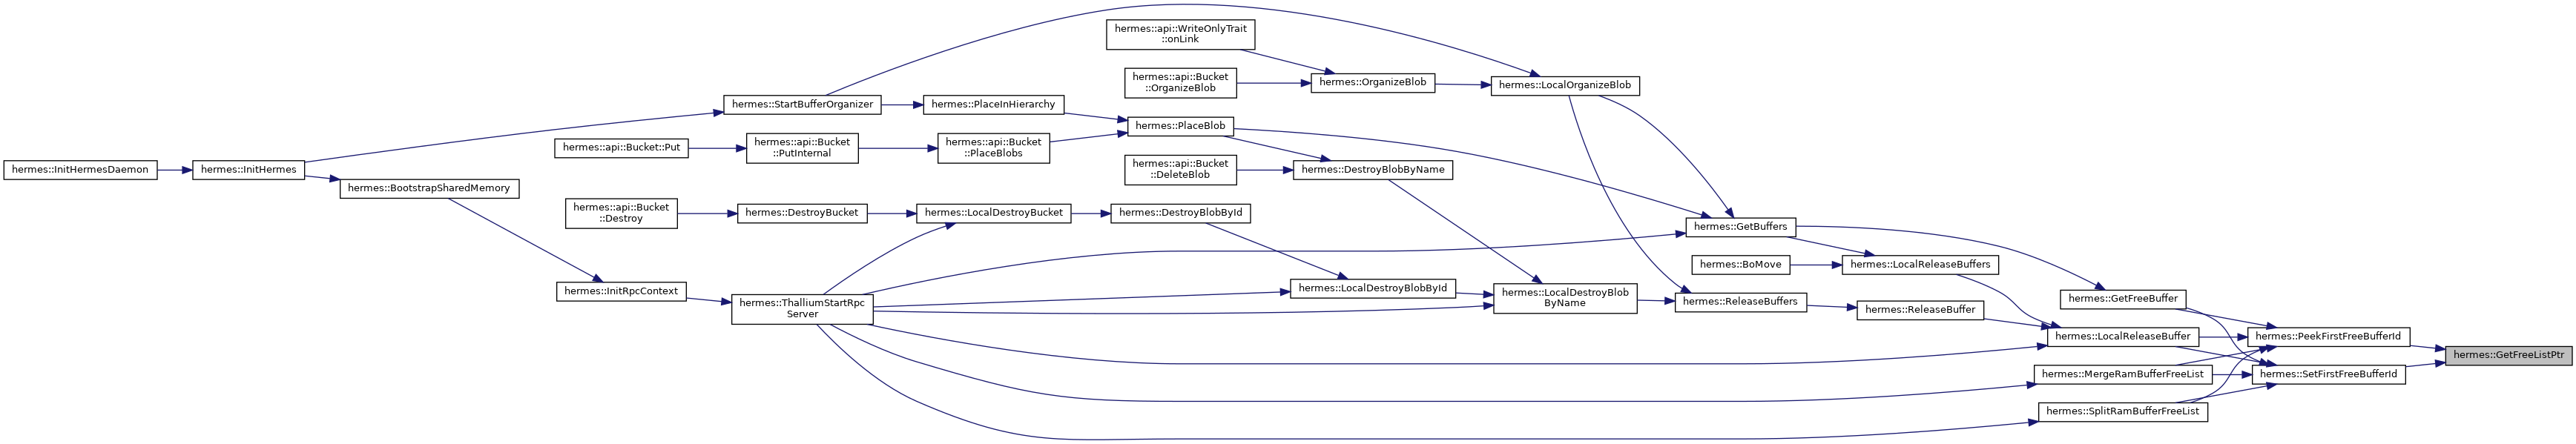 hermes::InitHermesDaemon
hermes::InitHermes
hermes::BootstrapSharedMemory
hermes::InitRpcContext
hermes::StartBufferOrganizer
hermes::api::Bucket::Put
hermes::api::Bucket
::Destroy
hermes::api::Bucket
::PutInternal
hermes::DestroyBucket
hermes::ThalliumStartRpc
Server
hermes::PlaceInHierarchy
hermes::api::Bucket
::PlaceBlobs
hermes::LocalDestroyBucket
hermes::api::WriteOnlyTrait
::onLink
hermes::api::Bucket
::OrganizeBlob
hermes::PlaceBlob
hermes::api::Bucket
::DeleteBlob
hermes::DestroyBlobById
hermes::OrganizeBlob
hermes::DestroyBlobByName
hermes::LocalDestroyBlobById
hermes::LocalOrganizeBlob
hermes::LocalDestroyBlob
ByName
hermes::GetBuffers
hermes::BoMove
hermes::ReleaseBuffers
hermes::LocalReleaseBuffers
hermes::ReleaseBuffer
hermes::GetFreeBuffer
hermes::LocalReleaseBuffer
hermes::MergeRamBufferFreeList
hermes::SplitRamBufferFreeList
hermes::PeekFirstFreeBufferId
hermes::SetFirstFreeBufferId
hermes::GetFreeListPtr